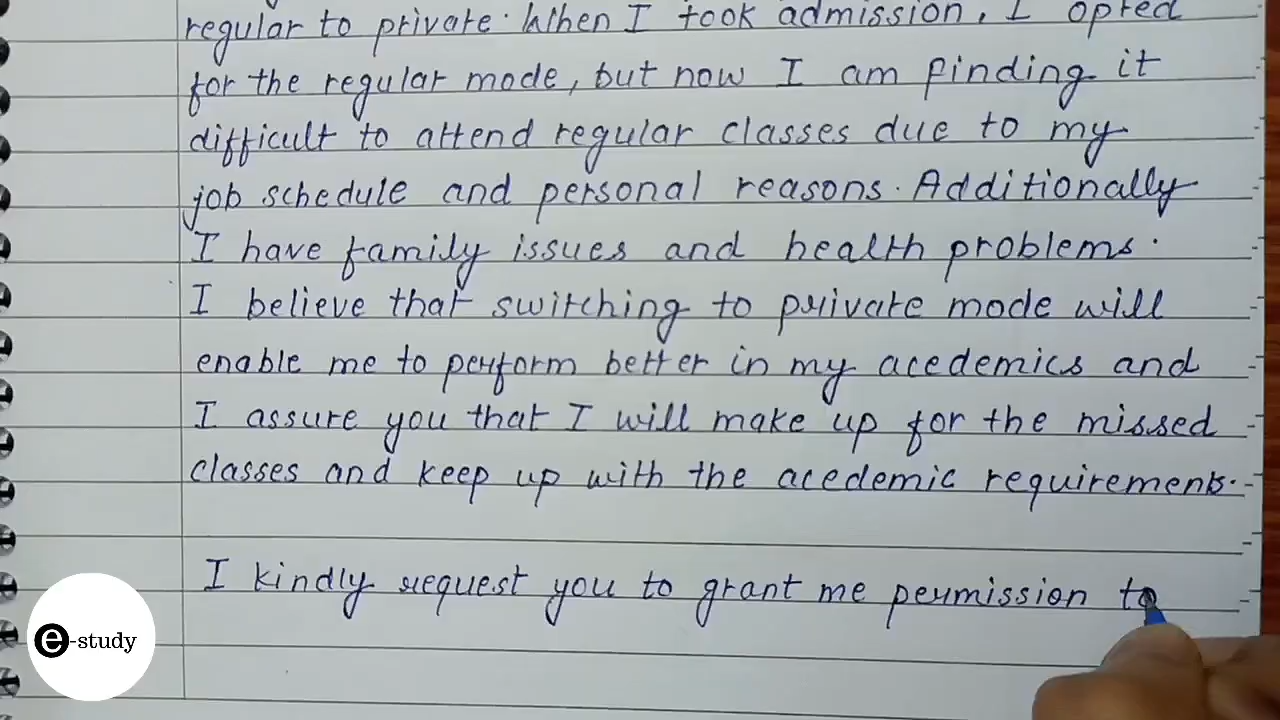 regular to private. When I took admission, I opted
for the regular mode, but now I am finding it
difficult to attend regular classes due to my
job schedule and personal reasons. Additionally
I have family issues and health problems.
I believe that switching to private mode will
enable me to perform better in my acedemics and
I assure you that I will make up for the missed
classes and keep up with the acedemic requirements.
I kindly request you to grant me permission to
e-study